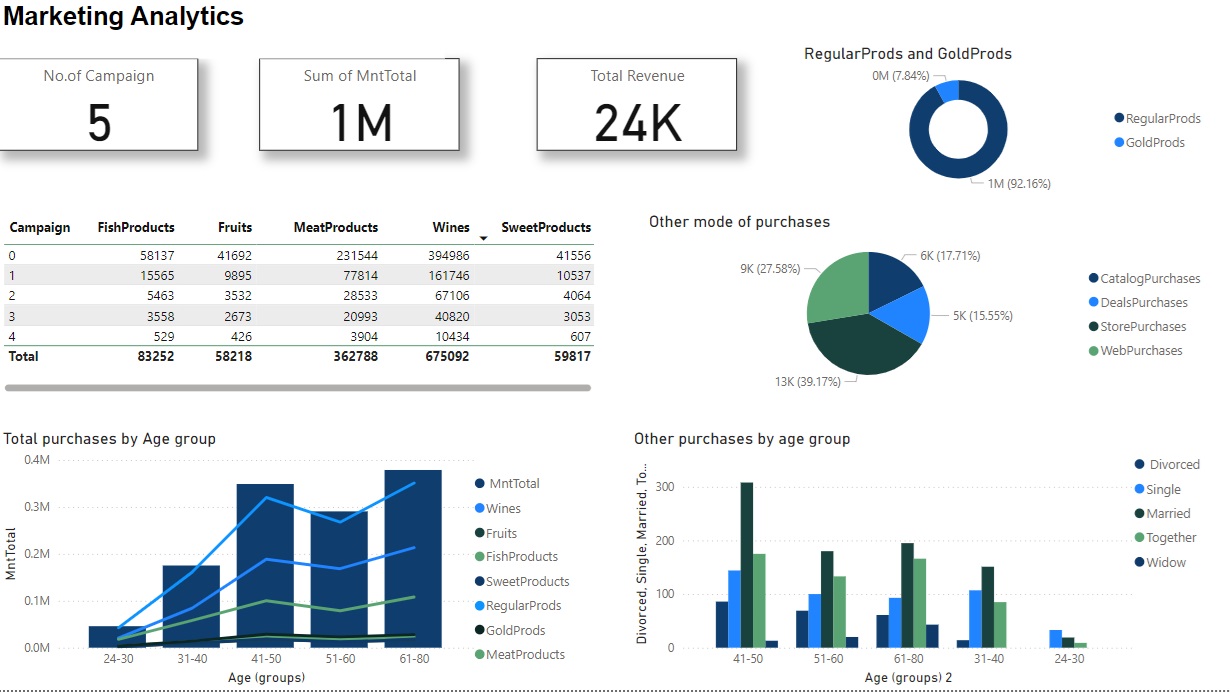 Marketing Analytics
No.of Campaign
5
Sum of MntTotal
1M
Total Revenue
24K
RegularProds and GoldProds
0M (7.84%)
1M (92.16%)
RegularProds
GoldProds
Campaign FishProducts Fruits MeatProducts Wines SweetProducts
0 58137 41692 231544 394986 41556
1 15565 9895 77814 161746 10537
2 5463 3532 28533 67106 4064
3 3558 2673 20993 40820 3053
4 529 426 3904 10434 607
Total 83252 58218 362788 675092 59817
Other mode of purchases
6K (17.71%)
9K (27.58%)
5K (15.55%)
13K (39.17%)
CatalogPurchases
DealsPurchases
StorePurchases
WebPurchases
Total purchases by Age group
MntTotal
0.4M
0.3M
0.2M
0.1M
0.0M
24-30 31-40 41-50 51-60 61-80
Age (groups)
MntTotal
Wines
Fruits
FishProducts
SweetProducts
RegularProds
GoldProds
MeatProducts
Other purchases by age group
Divorced, Single, Married, To...
300
200
100
0
41-50 51-60 61-80 31-40 24-30
Age (groups) 2
Divorced
Single
Married
Together
Widow